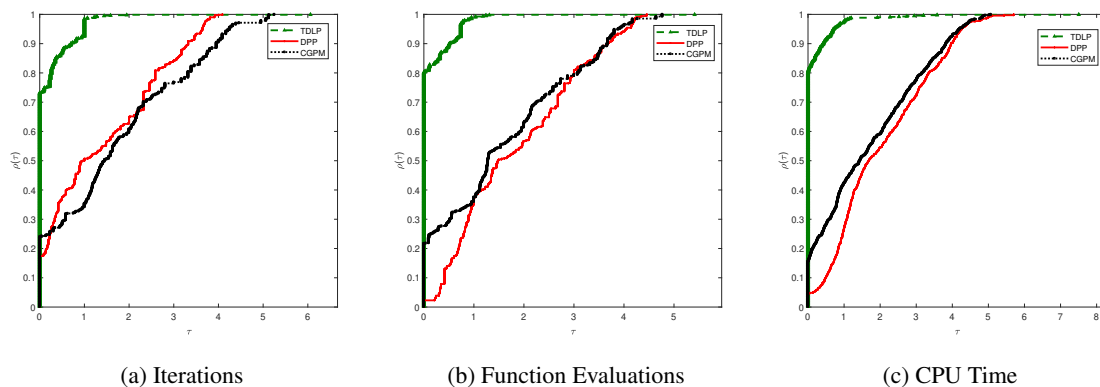 1
0.9
0.8
0.7
0.6
0.5
0.4
0.3
0.2
0.1
0
ρ(τ)
0 1 2 3 4 5 6
τ
TDLP
DPP
CGPM
(a) Iterations
1
0.9
0.8
0.7
0.6
0.5
0.4
0.3
0.2
0.1
0
ρ(τ)
0 1 2 3 4 5
τ
TDLP
DPP
CGPM
(b) Function Evaluations
1
0.9
0.8
0.7
0.6
0.5
0.4
0.3
0.2
0.1
0
ρ(τ)
0 1 2 3 4 5 6 7 8
τ
TDLP
DPP
CGPM
(c) CPU Time